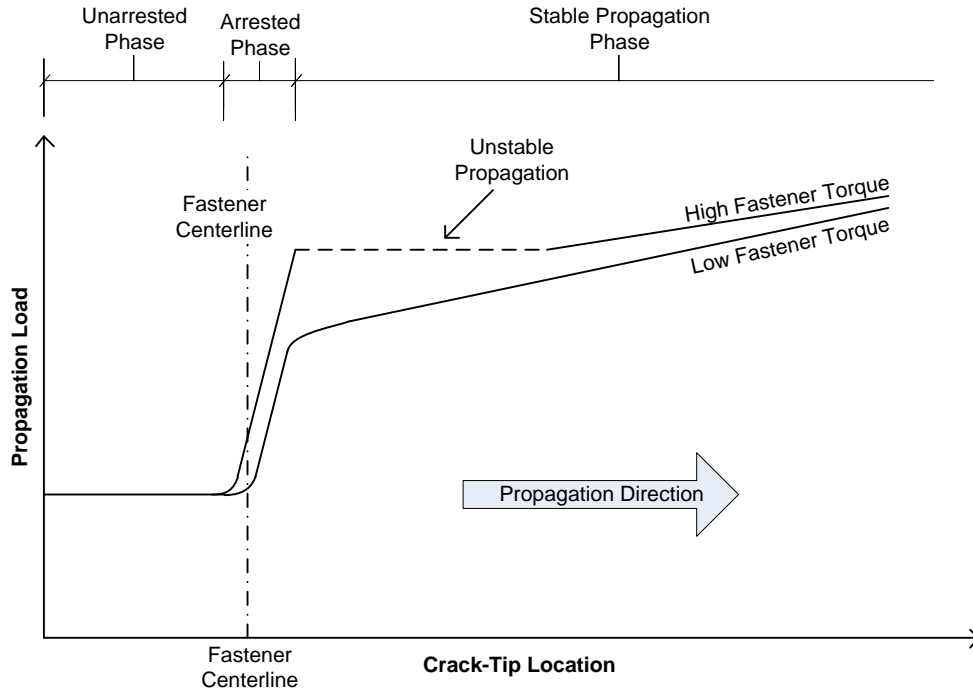 Unarrested
Phase
Arrested
Phase
Stable Propagation
Phase
Unstable
Propagation
Fastener
Centerline
High Fastener Torque
Low Fastener Torque
Propagation Load
Propagation Direction
Fastener
Centerline
Crack-Tip Location